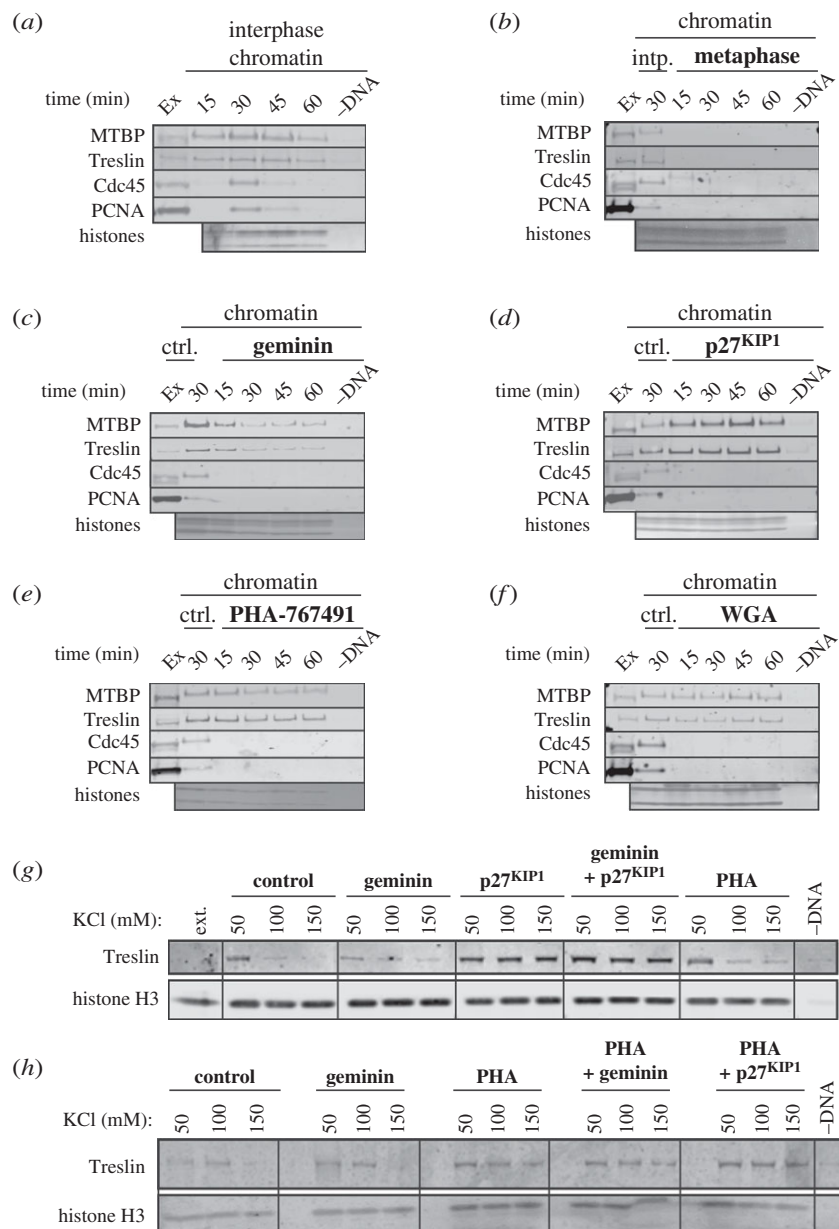 (a)
interphase
chromatin
time (min) Ex 15 30 45 60 –DNA
MTBP
Treslin
Cdc45
PCNA
histones
(b)
chromatin
intp. metaphase
time (min) Ex 30 15 30 45 60 –DNA
MTBP
Treslin
Cdc45
PCNA
histones
(c)
chromatin
ctrl. geminin
time (min) Ex 30 15 30 45 60 –DNA
MTBP
Treslin
Cdc45
PCNA
histones
(d)
chromatin
ctrl. p27KIP1
time (min) Ex 30 15 30 45 60 –DNA
MTBP
Treslin
Cdc45
PCNA
histones
(e)
chromatin
ctrl. PHA-767491
time (min) Ex 30 15 30 45 60 –DNA
MTBP
Treslin
Cdc45
PCNA
histones
(f)
chromatin
ctrl. WGA
time (min) Ex 30 15 30 45 60 –DNA
MTBP
Treslin
Cdc45
PCNA
histones
(g)
control geminin p27KIP1 geminin + p27KIP1 PHA
KCl (mM): ext. 50 100 150 50 100 150 50 100 150 50 100 150 50 100 150 –DNA
Treslin
histone H3
(h)
control geminin PHA PHA + geminin PHA + p27KIP1
KCl (mM): 50 100 150 50 100 150 50 100 150 50 100 150 50 100 150 –DNA
Treslin
histone H3